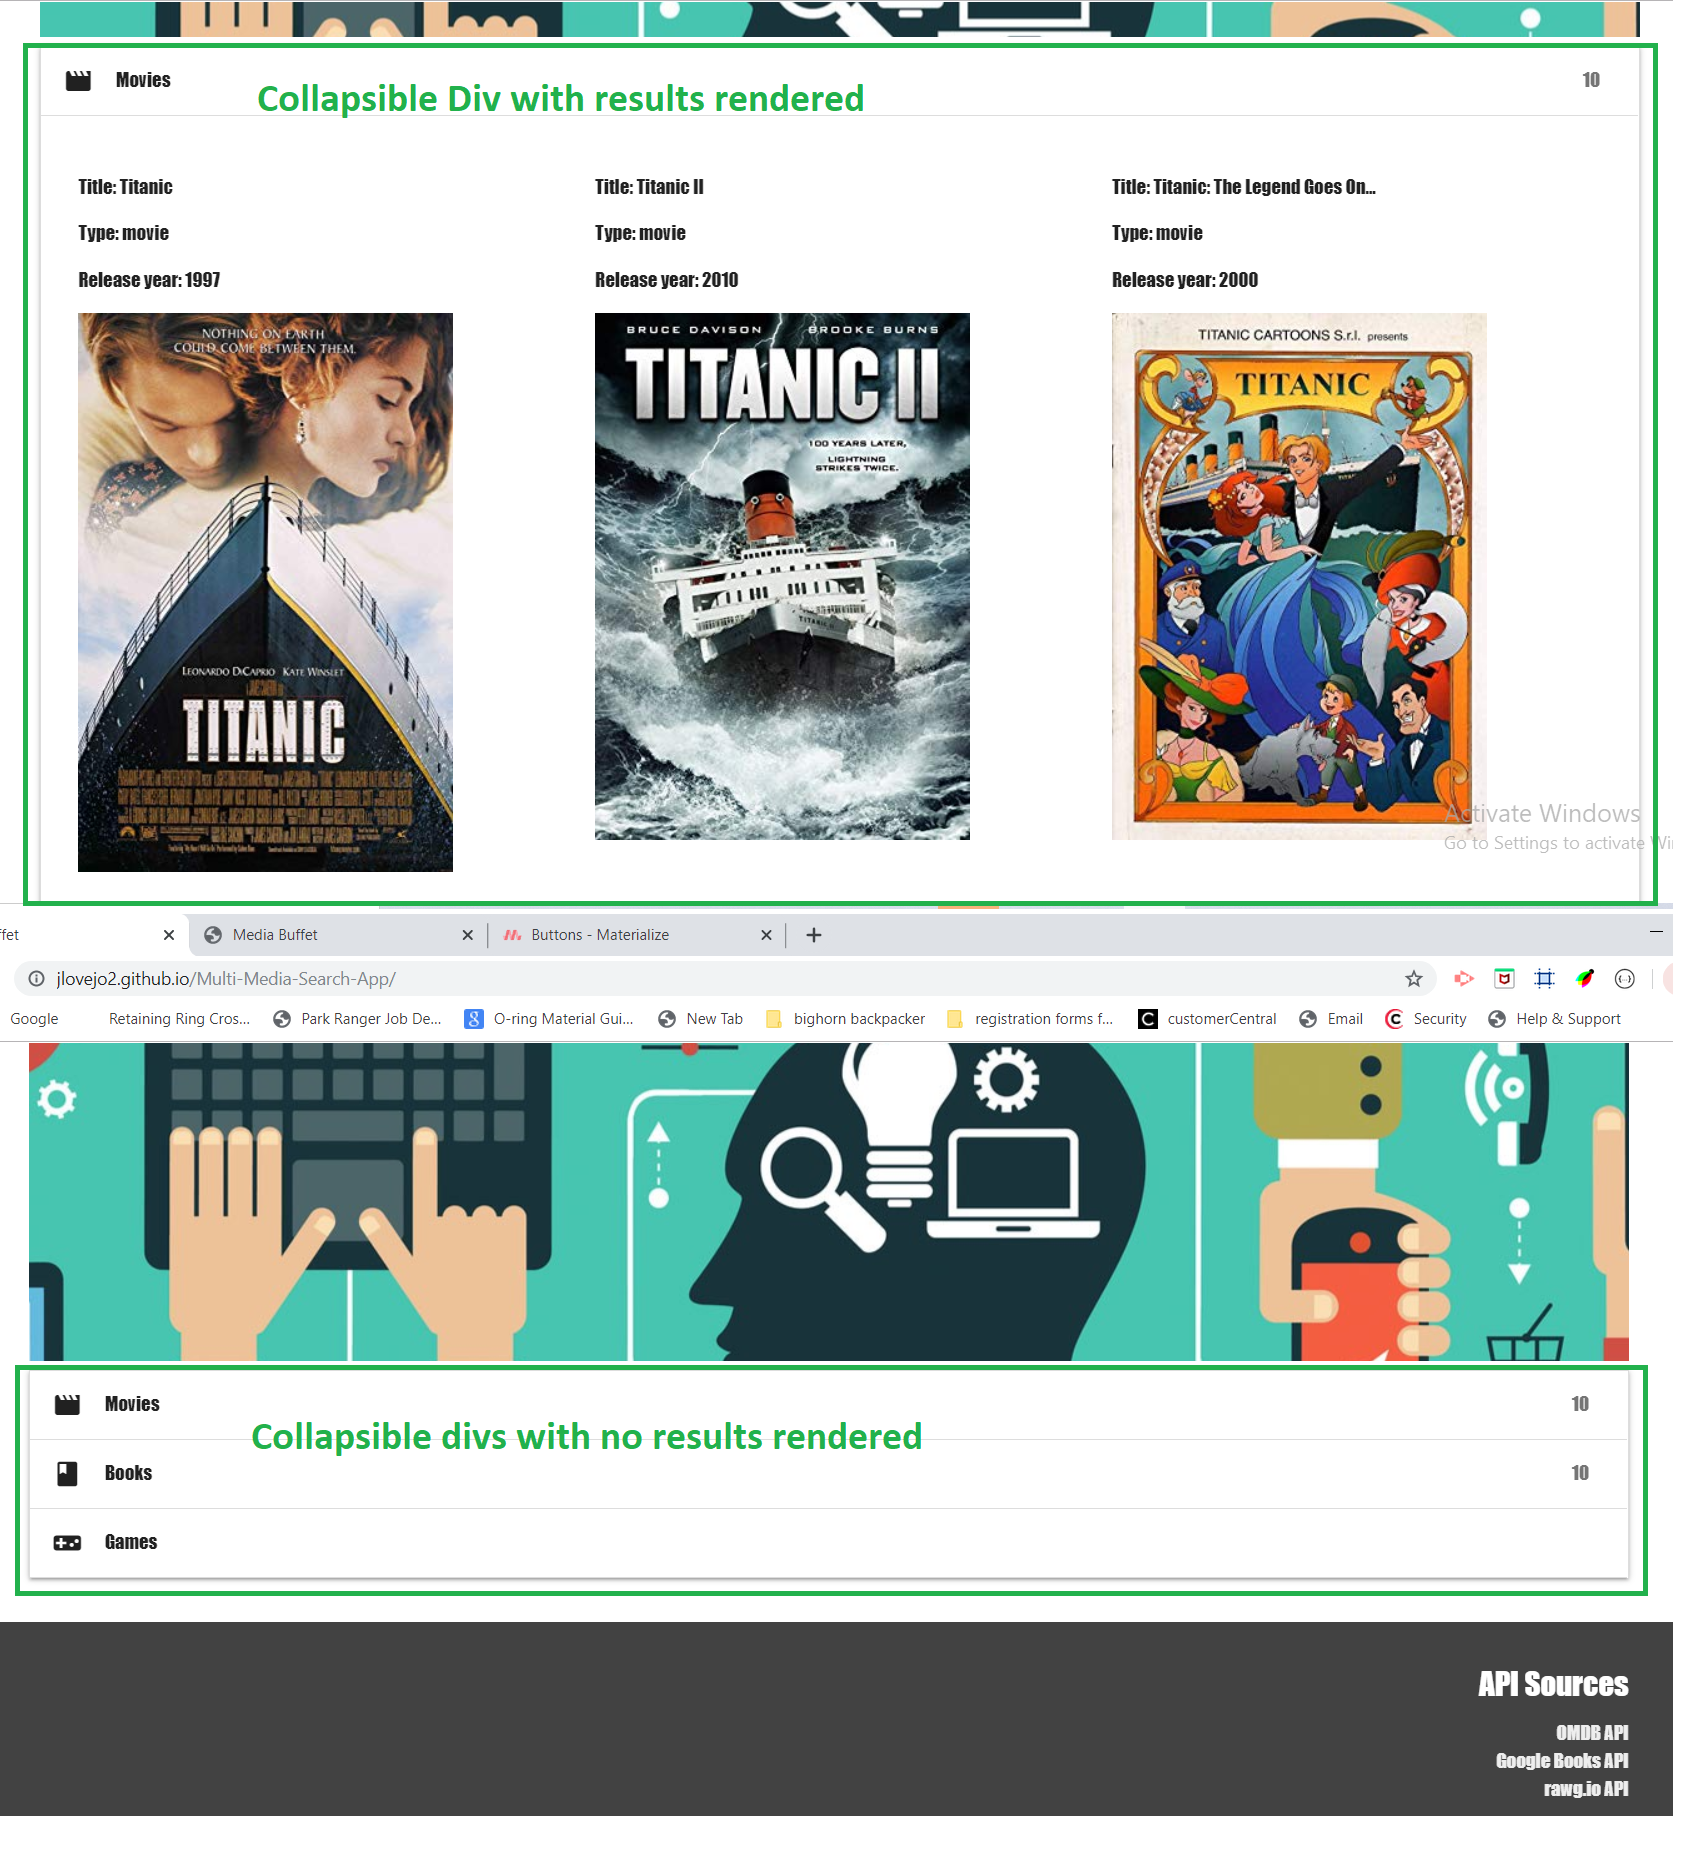 Movies
10
Collapsible Div with results rendered
Title: Titanic
Title: Titanic II
Title: Titanic: The Legend Goes On...
Type: movie
Type: movie
Type: movie
Release year: 1997
Release year: 2010
Release year: 2000
NOTHING ON EARTH
COULD COME BETWEEN THEM.
LEONARDO DICAPRIO KATE WINSLET
TITANIC
BRUCE DAVISON BROOKE BURNS
TITANIC II
100 YEARS LATER,
LIGHTNING
STRIKES TWICE.
TITANIC II
TITANIC CARTOONS S.r.l. presents
TITANIC
Activate Windows
Go to Settings to activate Wi
ffet
Media Buffet
Buttons - Materialize
jlovejo2.github.io/Multi-Media-Search-App/
Google
Retaining Ring Cros...
Park Ranger Job De...
O-ring Material Gui...
New Tab
bighorn backpacker
registration forms f...
customerCentral
Email
Security
Help & Support
Movies
10
Collapsible divs with no results rendered
Books
10
Games
API Sources
OMDB API
Google Books API
rawg.io API